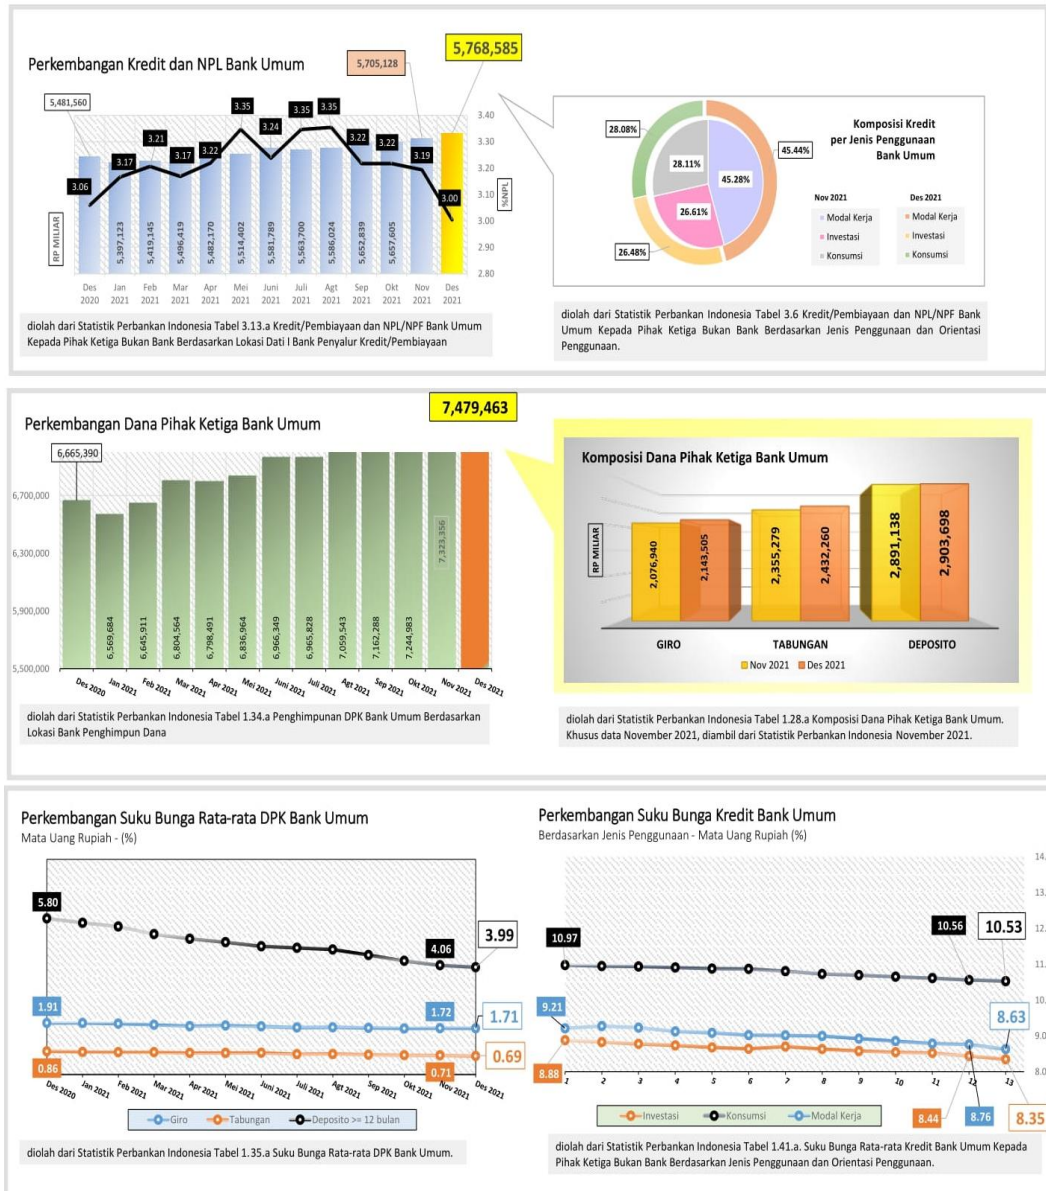 Perkembangan Kredit dan NPL Bank Umum
5,705,128
5,768,585
5,481,560
3.06
3.17
3.21
3.17
3.22
3.35
3.24
3.35
3.35
3.22
3.22
3.19
3.00
RP MILIAR
5,397,123
5,419,145
5,496,419
5,482,170
5,514,402
5,581,789
5,563,700
5,586,024
5,652,839
5,657,605
3.40
3.30
3.20
3.10
3.00
2.90
2.80
%NPL
Des 2020
Jan 2021
Feb 2021
Mar 2021
Apr 2021
Mei 2021
Juni 2021
Juli 2021
Agt 2021
Sep 2021
Okt 2021
Nov 2021
Des 2021
diolah dari Statistik Perbankan Indonesia Tabel 3.13.a Kredit/Pembiayaan dan NPL/NPF Bank Umum
Kepada Pihak Ketiga Bukan Bank Berdasarkan Lokasi Dati I Bank Penyalur Kredit/Pembiayaan
Komposisi Kredit
per Jenis Penggunaan
Bank Umum
28.08%
45.44%
28.11%
45.28%
26.61%
26.48%
Nov 2021
Modal Kerja
Investasi
Konsumsi
Des 2021
Modal Kerja
Investasi
Konsumsi
diolah dari Statistik Perbankan Indonesia Tabel 3.6 Kredit/Pembiayaan dan NPL/NPF Bank
Umum Kepada Pihak Ketiga Bukan Bank Berdasarkan Jenis Penggunaan dan Orientasi
Penggunaan.
Perkembangan Dana Pihak Ketiga Bank Umum
7,479,463
6,665,390
6,700,000
6,300,000
5,900,000
5,500,000
6,569,684
6,645,911
6,804,564
6,798,491
6,836,964
6,966,349
6,965,828
7,059,543
7,162,288
7,244,983
7,323,356
Des 2020
Jan 2021
Feb 2021
Mar 2021
Apr 2021
Mei 2021
Juni 2021
Juli 2021
Agt 2021
Sep 2021
Okt 2021
Nov 2021
Des 2021
diolah dari Statistik Perbankan Indonesia Tabel 1.34.a Penghimpunan DPK Bank Umum Berdasarkan
Lokasi Bank Penghimpun Dana
Komposisi Dana Pihak Ketiga Bank Umum
RP MILIAR
2,076,940
2,143,505
2,355,279
2,432,260
2,891,138
2,903,698
GIRO
TABUNGAN
DEPOSITO
Nov 2021
Des 2021
diolah dari Statistik Perbankan Indonesia Tabel 1.28.a Komposisi Dana Pihak Ketiga Bank Umum.
Khusus data November 2021, diambil dari Statistik Perbankan Indonesia November 2021.
Perkembangan Suku Bunga Rata-rata DPK Bank Umum
Mata Uang Rupiah - (%)
5.80
4.06
3.99
1.91
1.72
1.71
0.86
0.71
0.69
Des 2020
Jan 2021
Feb 2021
Mar 2021
Apr 2021
Mei 2021
Juni 2021
Juli 2021
Agt 2021
Sep 2021
Okt 2021
Nov 2021
Des 2021
Giro
Tabungan
Deposito >= 12 bulan
diolah dari Statistik Perbankan Indonesia Tabel 1.35.a Suku Bunga Rata-rata DPK Bank Umum.
Perkembangan Suku Bunga Kredit Bank Umum
Berdasarkan Jenis Penggunaan - Mata Uang Rupiah (%)
14.
13.
12.
11.
10.
9.0
8.0
10.97
10.56
10.53
9.21
8.63
8.88
8.44
8.76
8.35
1
2
3
4
5
6
7
8
9
10
11
12
13
Investasi
Konsumsi
Modal Kerja
diolah dari Statistik Perbankan Indonesia Tabel 1.41.a. Suku Bunga Rata-rata Kredit Bank Umum Kepada
Pihak Ketiga Bukan Bank Berdasarkan Jenis Penggunaan dan Orientasi Penggunaan.